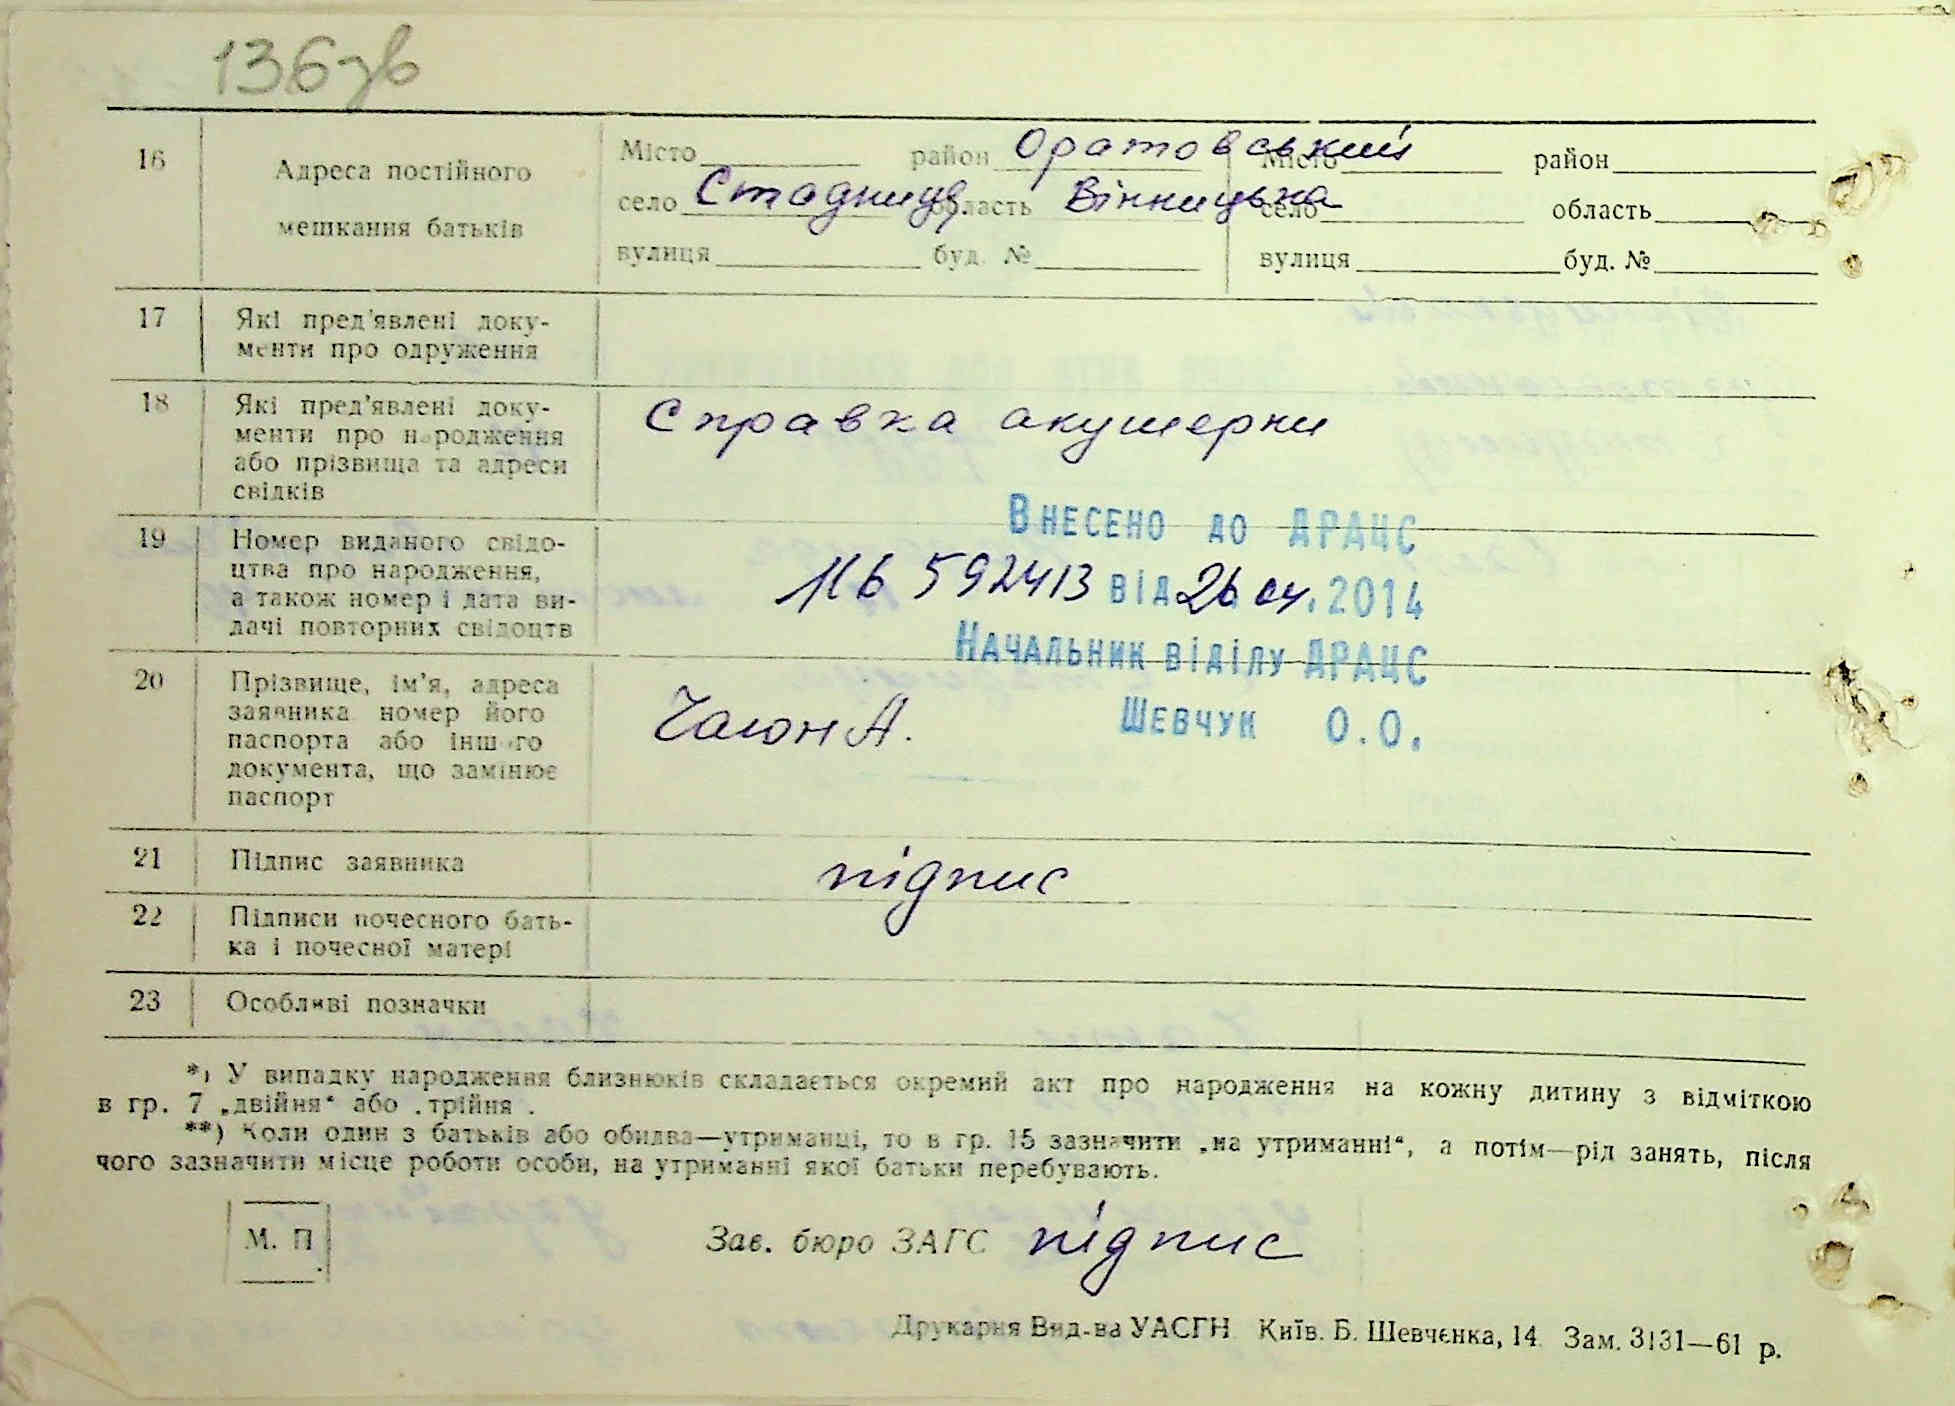 136 зв
16 Адреса постійного мешкання батьків
Місто район Оратовський Місто район
село Стадниця область Вінницька село область
вулиця буд. № вулиця буд. №
17 Які пред'явлені доку-
менти про одруження
18 Які пред'явлені доку- Справка акушерки
менти про народження
або прізвища та адреси
свідків
Внесено до ДРАЦС
19 Номер виданого свідо-
цтва про народження, 592413 від 26 04. 2014
а також номер і дата ви-
дачі повторних свідоцтв
Начальник відділу ДРАЦС
20 Прізвище, ім'я, адреса
заявника номер його А. Шевчук О.О.
паспорта або іншого
документа, що замінює
паспорт
21 Підпис заявника підпис
22 Підписи почесного бать-
ка і почесної матері
23 Особливі позначки
*) У випадку народження близнюків складається окремий акт про народження на кожну дитину з відміткою
в гр. 7 „двійня“ або „трійня“.
**) Коли один з батьків або обидва—утриманці, то в гр. 15 зазначити „на утриманні“, а потім—рід занять, після
чого зазначити місце роботи особи, на утриманні якої батьки перебувають.
М. П. Зав. бюро ЗАГС підпис
Друкарня Вид-ва УАСГН Київ. Б. Шевченка, 14. Зам. 3131—61 р.